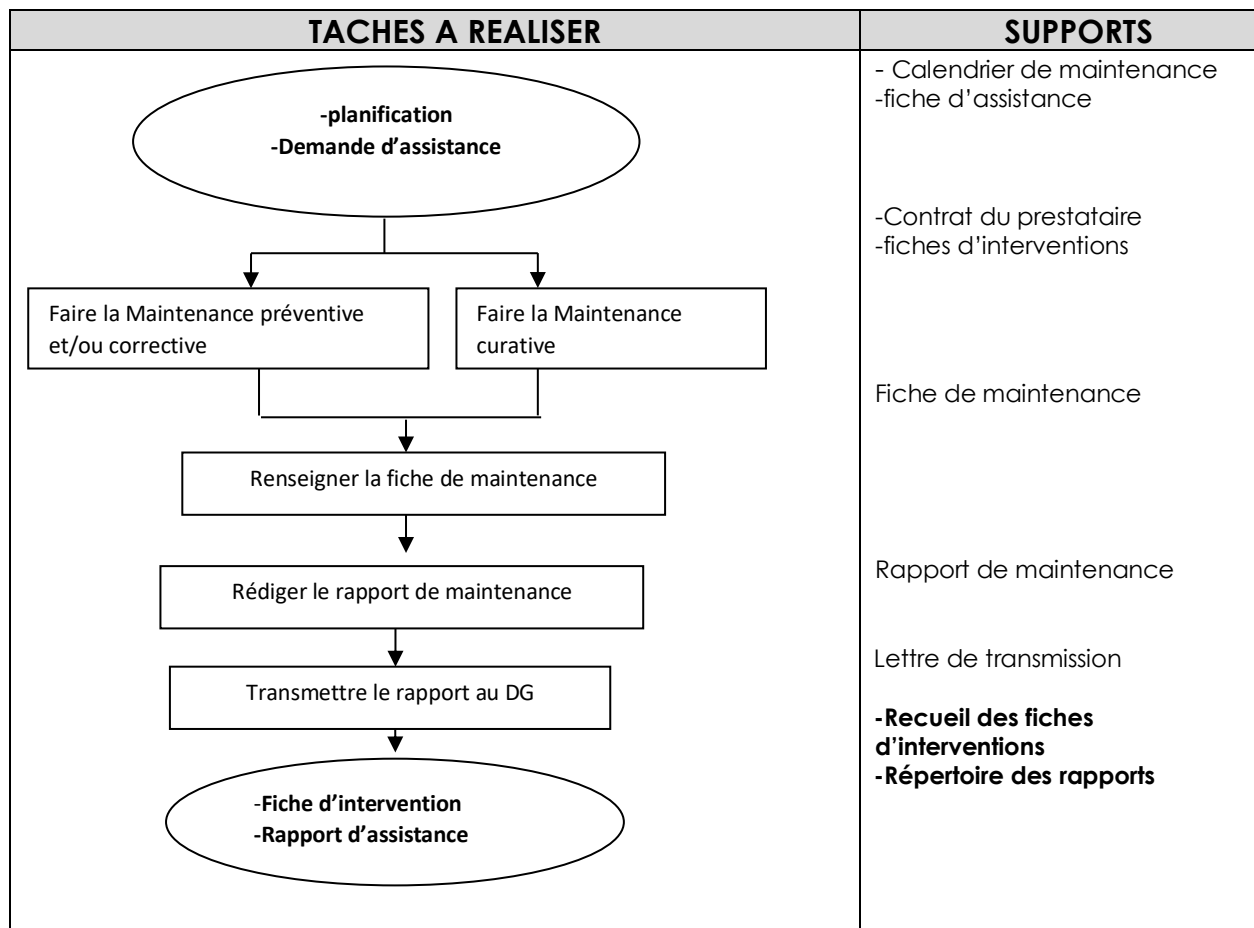 TACHES A REALISER
SUPPORTS
-planification
-Demande d’assistance
- Calendrier de maintenance
-fiche d’assistance
-Contrat du prestataire
-fiches d’interventions
Faire la Maintenance préventive
et/ou corrective
Faire la Maintenance
curative
Fiche de maintenance
Renseigner la fiche de maintenance
Rédiger le rapport de maintenance
Rapport de maintenance
Transmettre le rapport au DG
Lettre de transmission
-Recueil des fiches
d’interventions
-Répertoire des rapports
-Fiche d’intervention
-Rapport d’assistance